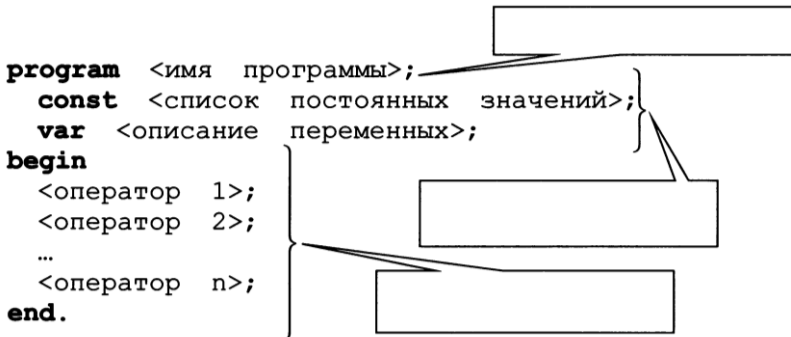 program <имя программы>;
const <список постоянных значений>;
var <описание переменных>;
begin
<оператор 1>;
<оператор 2>;
…
<оператор n>;
end.